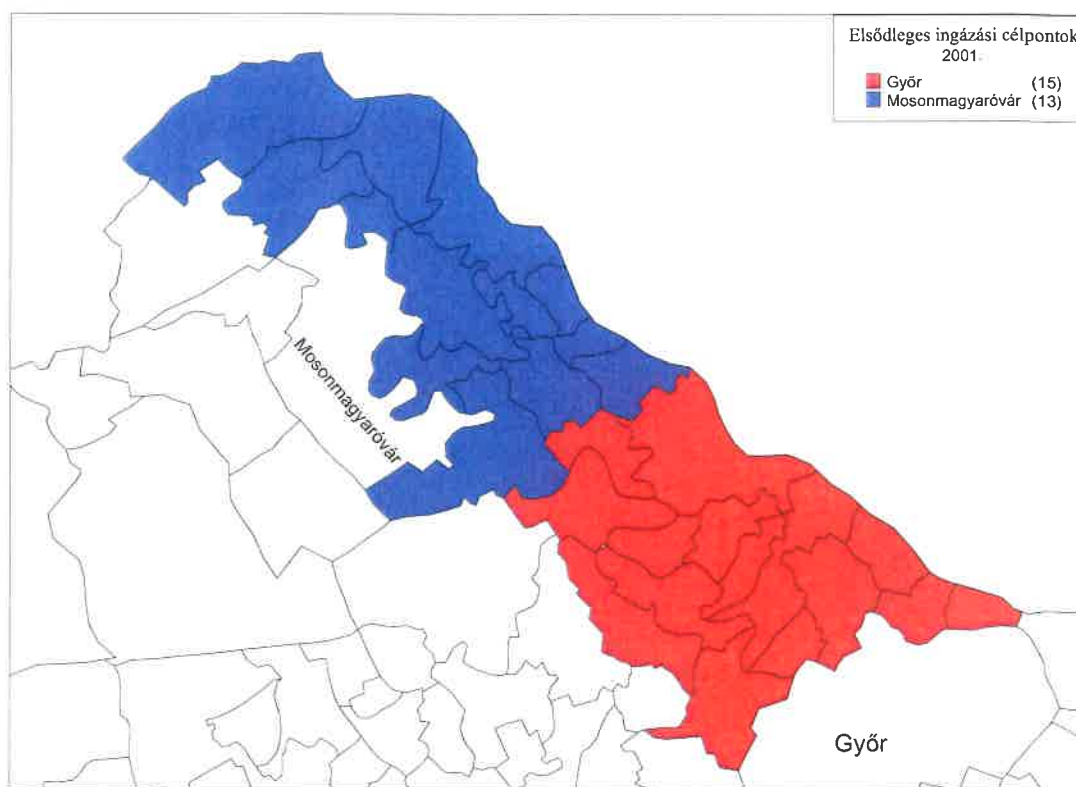 Elsődleges ingázási célpontok
2001.
Győr (15)
Mosonmagyaróvár (13)
Mosonmagyaróvár
Győr